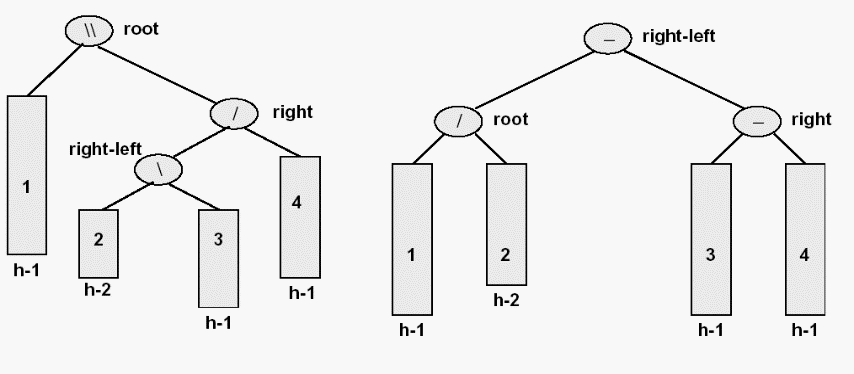 \\ root
/ right
right-left
\
1
2
3
4
h-1
h-2
h-1
h-1
– right-left
/ root
– right
1
2
3
4
h-1
h-2
h-1
h-1